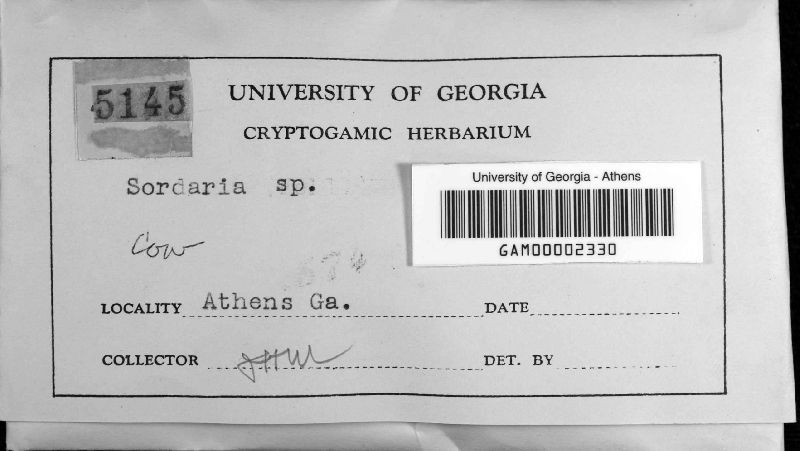 5145
UNIVERSITY OF GEORGIA
CRYPTOGAMIC HERBARIUM
Sordaria sp.
University of Georgia - Athens
GAM00002330
Cow
674
LOCALITY Athens Ga. DATE
COLLECTOR JHM DET. BY